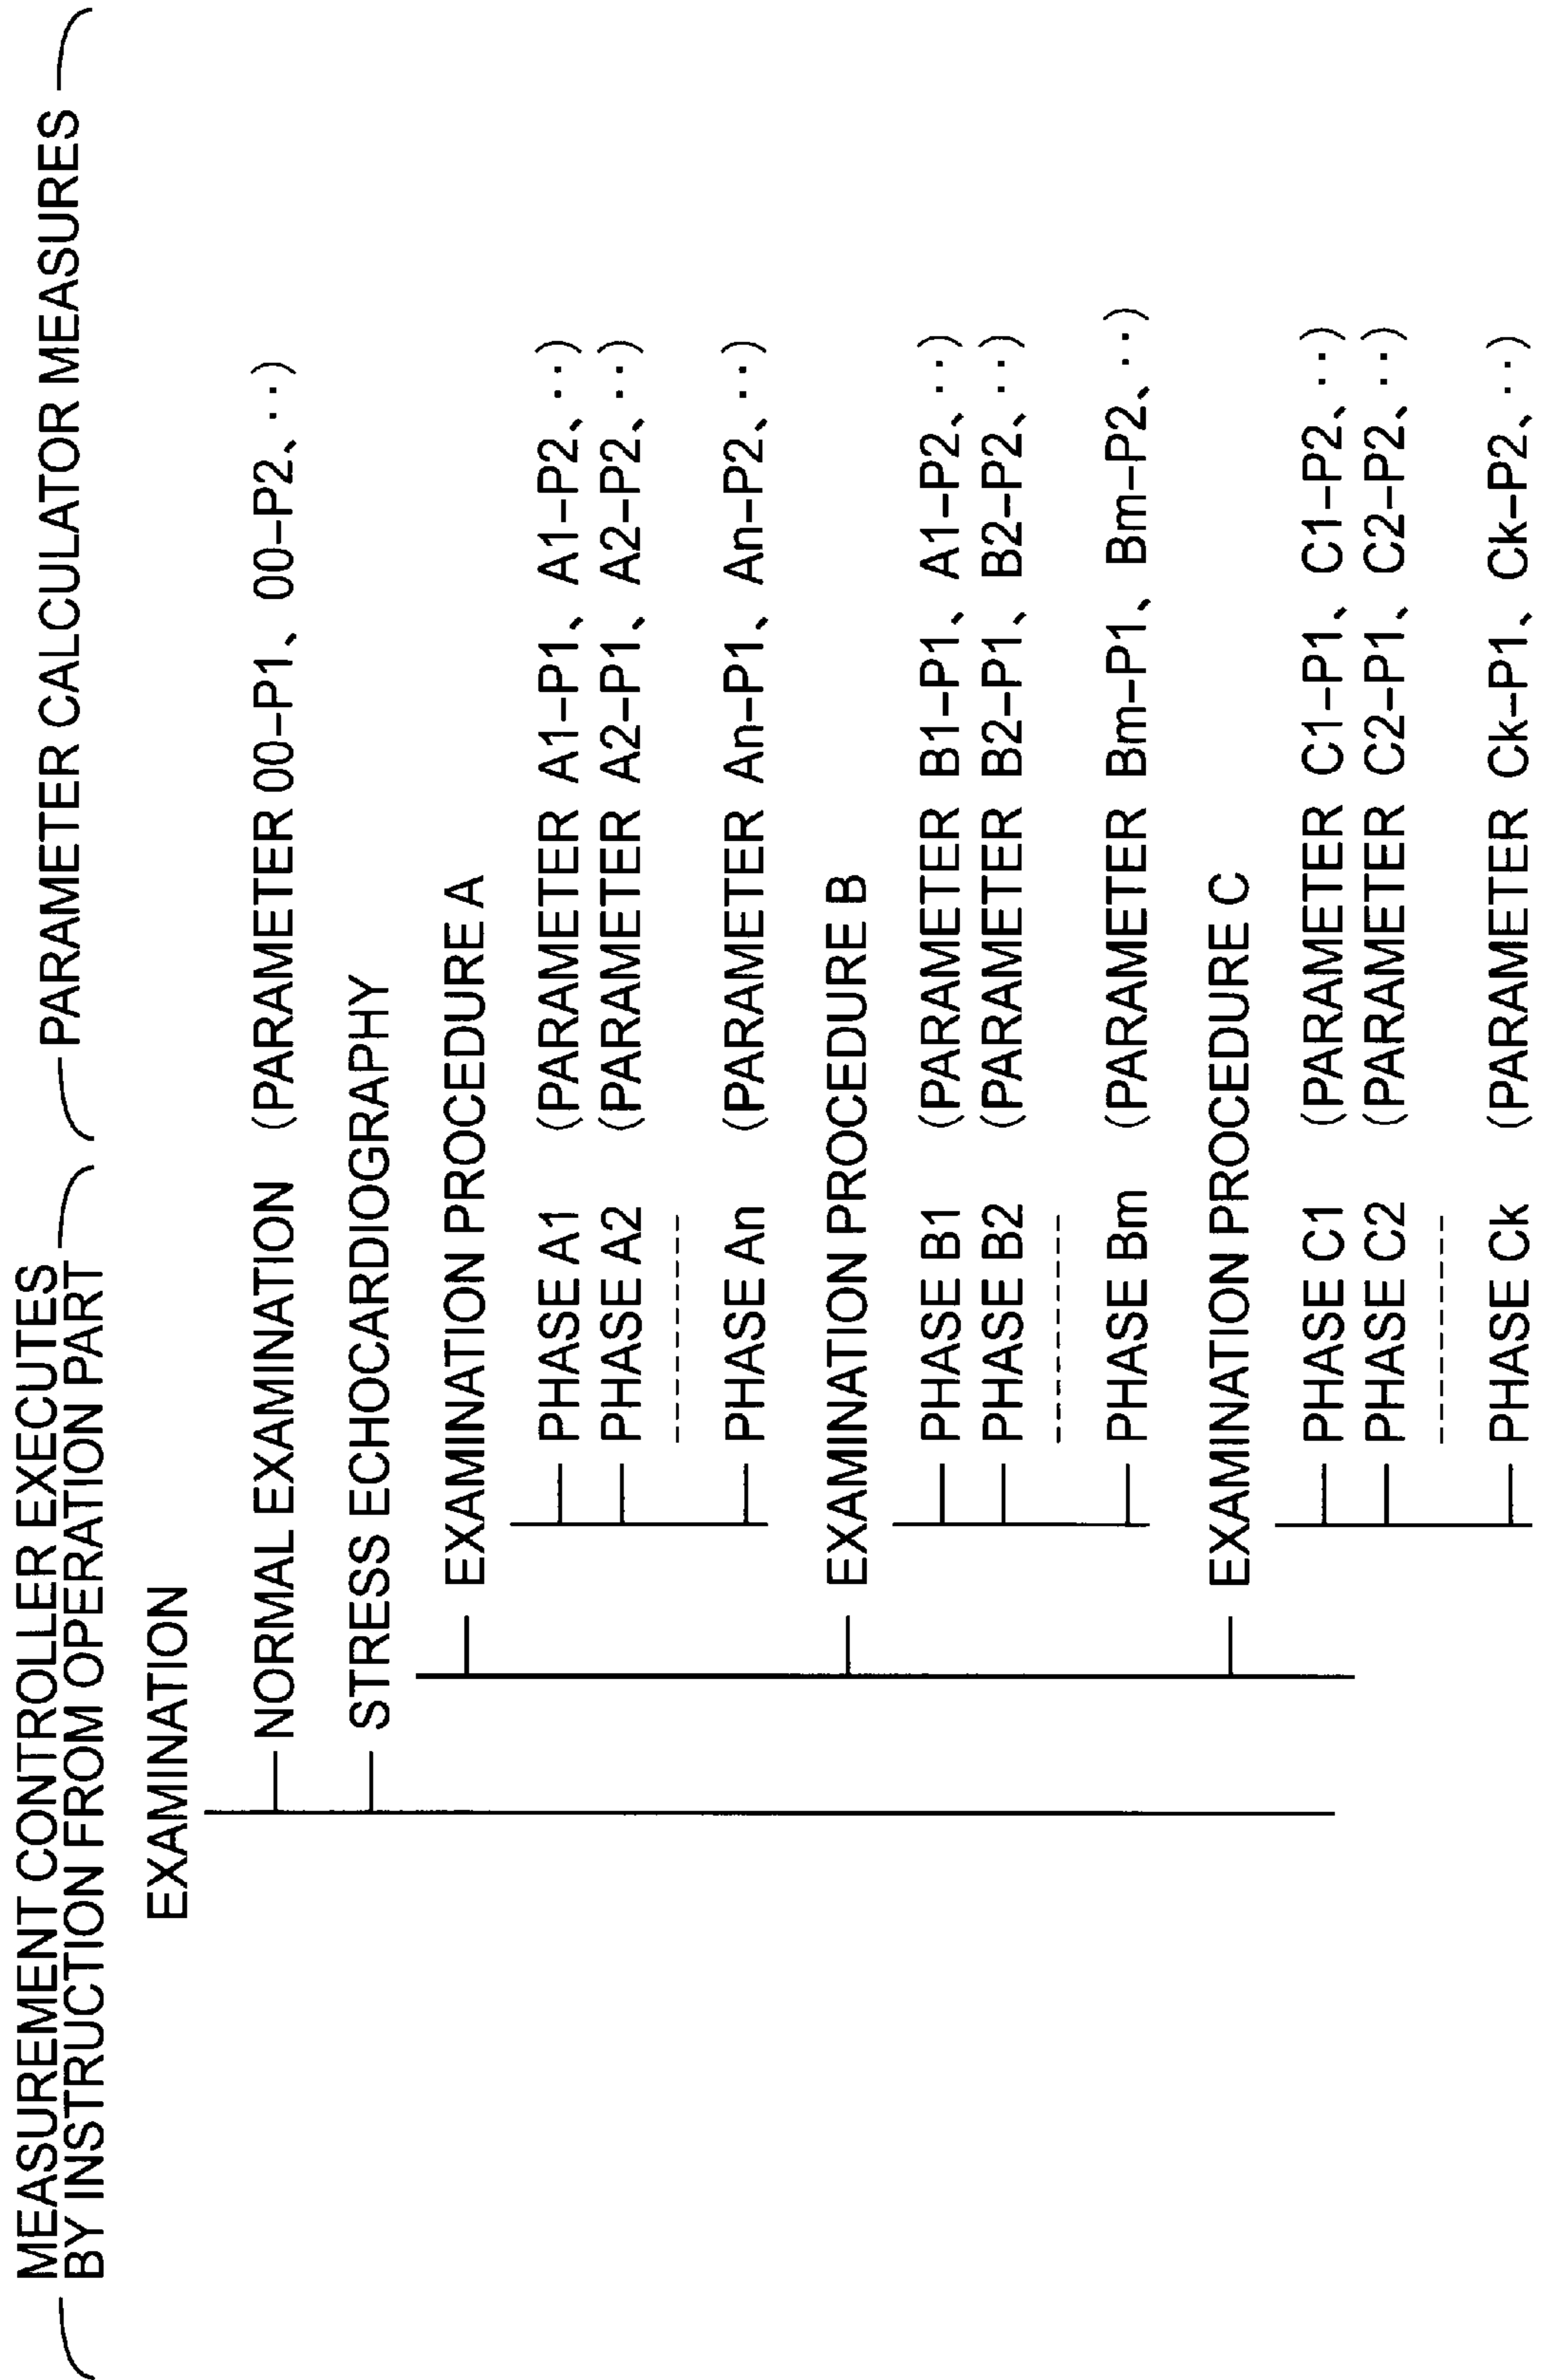 MEASUREMENT CONTROLLER EXECUTES
BY INSTRUCTION FROM OPERATION PART
PARAMETER CALCULATOR MEASURES
EXAMINATION
NORMAL EXAMINATION (PARAMETER 00-P1、00-P2、··)
STRESS ECHOCARDIOGRAPHY
EXAMINATION PROCEDURE A
PHASE A1 (PARAMETER A1-P1、A1-P2、··)
PHASE A2 (PARAMETER A2-P1、A2-P2、··)
PHASE An (PARAMETER An-P1、An-P2、··)
EXAMINATION PROCEDURE B
PHASE B1 (PARAMETER B1-P1、A1-P2、··)
PHASE B2 (PARAMETER B2-P1、B2-P2、··)
PHASE Bm (PARAMETER Bm-P1、Bm-P2、··)
EXAMINATION PROCEDURE C
PHASE C1 (PARAMETER C1-P1、C1-P2、··)
PHASE C2 (PARAMETER C2-P1、C2-P2、··)
PHASE Ck (PARAMETER Ck-P1、Ck-P2、··)